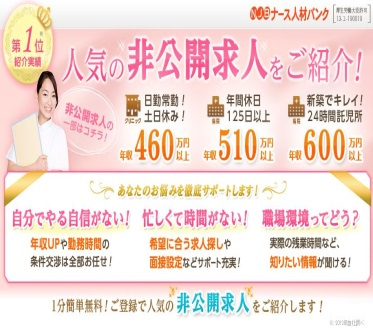 NJB ナース人材バンク
厚生労働大臣許可
第1位
紹介実績
人気の非公開求人をご紹介!
非公開求人の
一部はコチラ!
クリニック
日勤常勤!
土日休み!
年収460万円以上
病院
年間休日
125日以上
年収510万円以上
病院
新築でキレイ!
24時間託児所
年収600万円以上
あなたのお悩みを徹底サポートします!
自分でやる自信がない!
年収UPや勤務時間の
条件交渉は全部お任せ!
忙しくて時間がない!
希望に合う求人探しや
面接設定などサポート充実!
職場環境ってどう?
実際の残業時間など、
知りたい情報が聞ける!
1分簡単無料!ご登録で人気の非公開求人をご紹介します!